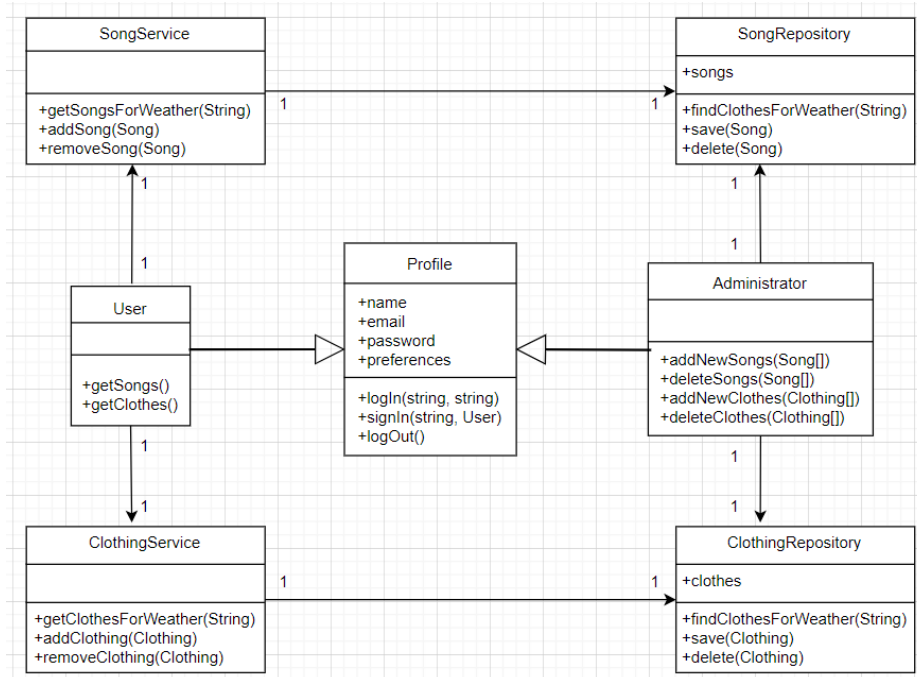 SongService
+getSongsForWeather(String)
+addSong(Song)
+removeSong(Song)
1
1
SongRepository
+songs
+findClothesForWeather(String)
+save(Song)
+delete(Song)
1
1
1
1
User
+getSongs()
+getClothes()
Profile
+name
+email
+password
+preferences
+logIn(string, string)
+signIn(string, User)
+logOut()
Administrator
+addNewSongs(Song[])
+deleteSongs(Song[])
+addNewClothes(Clothing[])
+deleteClothes(Clothing[])
1
1
1
1
ClothingService
+getClothesForWeather(String)
+addClothing(Clothing)
+removeClothing(Clothing)
1
1
ClothingRepository
+clothes
+findClothesForWeather(String)
+save(Clothing)
+delete(Clothing)